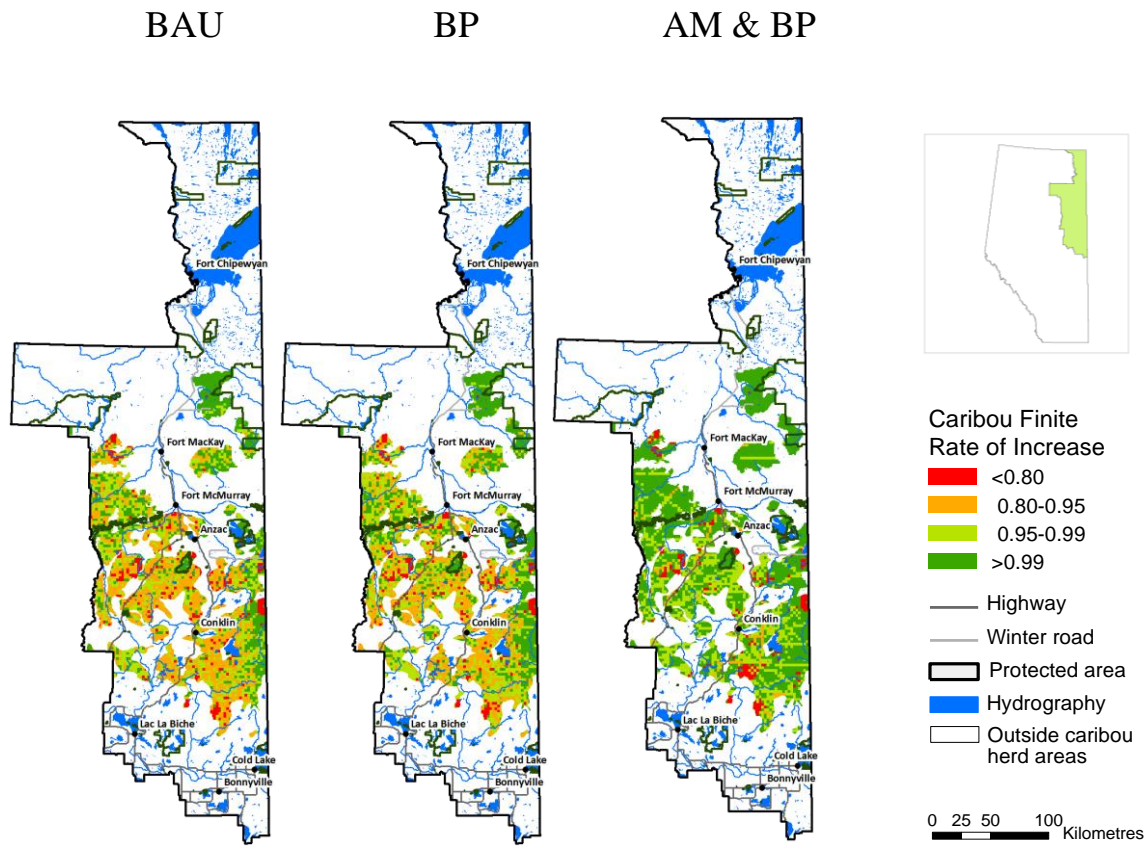 BAU BP AM & BP
Fort Chipewyan
Fort MacKay
Fort McMurray
Anzac
Conklin
Lac La Biche
Cold Lake
Bonnyville
Fort Chipewyan
Fort MacKay
Fort McMurray
Anzac
Conklin
Lac La Biche
Cold Lake
Bonnyville
Fort Chipewyan
Fort MacKay
Fort McMurray
Anzac
Conklin
Lac La Biche
Cold Lake
Bonnyville
Caribou Finite
Rate of Increase
<0.80
0.80-0.95
0.95-0.99
>0.99
Highway
Winter road
Protected area
Hydrography
Outside caribou
herd areas
0 25 50 100
Kilometres